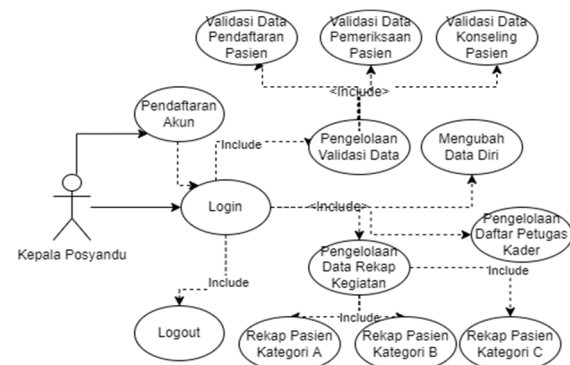 Validasi Data
Pendaftaran
Pasien
Validasi Data
Pemeriksaan
Pasien
Validasi Data
Konseling
Pasien
<Include>
Pendaftaran
Akun
Include
Pengelolaan
Validasi Data
Mengubah
Data Diri
Login
<Include>
Kepala Posyandu
Pengelolaan
Daftar Petugas
Kader
Pengelolaan
Data Rekap
Kegiatan
Include
Include
Include
Logout
Rekap Pasien
Kategori A
Rekap Pasien
Kategori B
Rekap Pasien
Kategori C